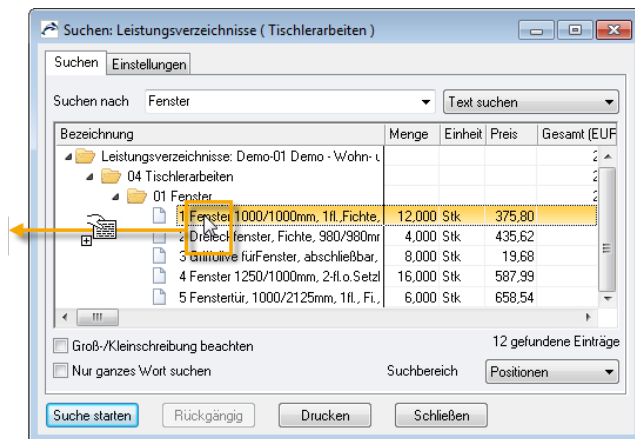 Suchen: Leistungsverzeichnisse ( Tischlerarbeiten )
Suchen Einstellungen
Suchen nach Fenster Text suchen
Bezeichnung Menge Einheit Preis Gesamt (EUR
Leistungsverzeichnisse: Demo-01 Demo - Wohn- u 2
04 Tischlerarbeiten 2
01 Fenster 2
1 Fenster 1000/1000mm, 1fl.,Fichte, 12,000 Stk 375,80
2 Dreieckfenster, Fichte, 980/980mr 4,000 Stk 435,62
3 Griffolive fürFenster, abschließbar, 8,000 Stk 19,68
4 Fenster 1250/1000mm, 2-fl.o.Setzl 16,000 Stk 587,99
5 Fenstertür, 1000/2125mm, 1fl., Fi., 6,000 Stk 658,54
Groß-/Kleinschreibung beachten 12 gefundene Einträge
Nur ganzes Wort suchen Suchbereich Positionen
Suche starten Rückgängig Drucken Schließen